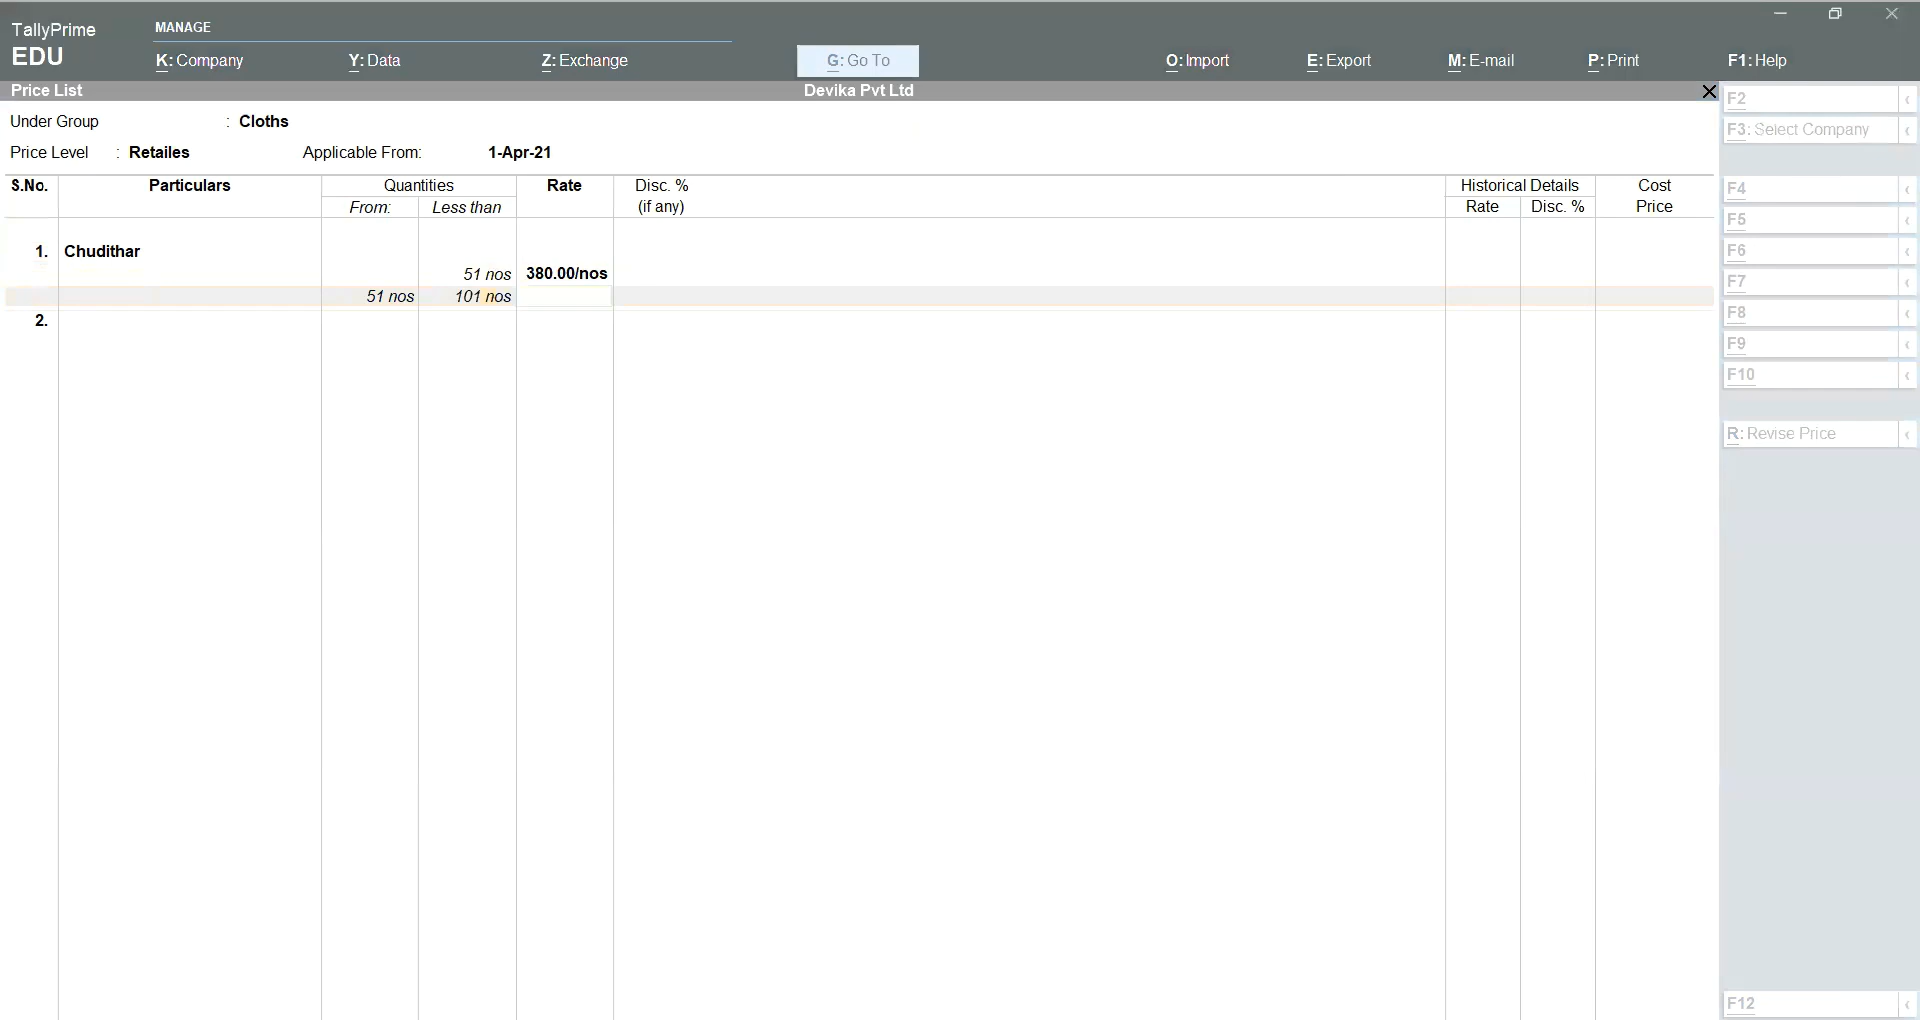 TallyPrime
EDU
MANAGE
K: Company Y: Data Z: Exchange G: Go To O: Import E: Export M: E-mail P: Print F1: Help
Price List Devika Pvt Ltd
Under Group : Cloths
Price Level : Retailes Applicable From: 1-Apr-21
S.No. Particulars Quantities Rate Disc. % Historical Details Cost
From: Less than (if any) Rate Disc. % Price
1. Chudithar
51 nos 380.00/nos
51 nos 101 nos
2.
F2
F3: Select Company
F4
F5
F6
F7
F8
F9
F10
R: Revise Price
F12